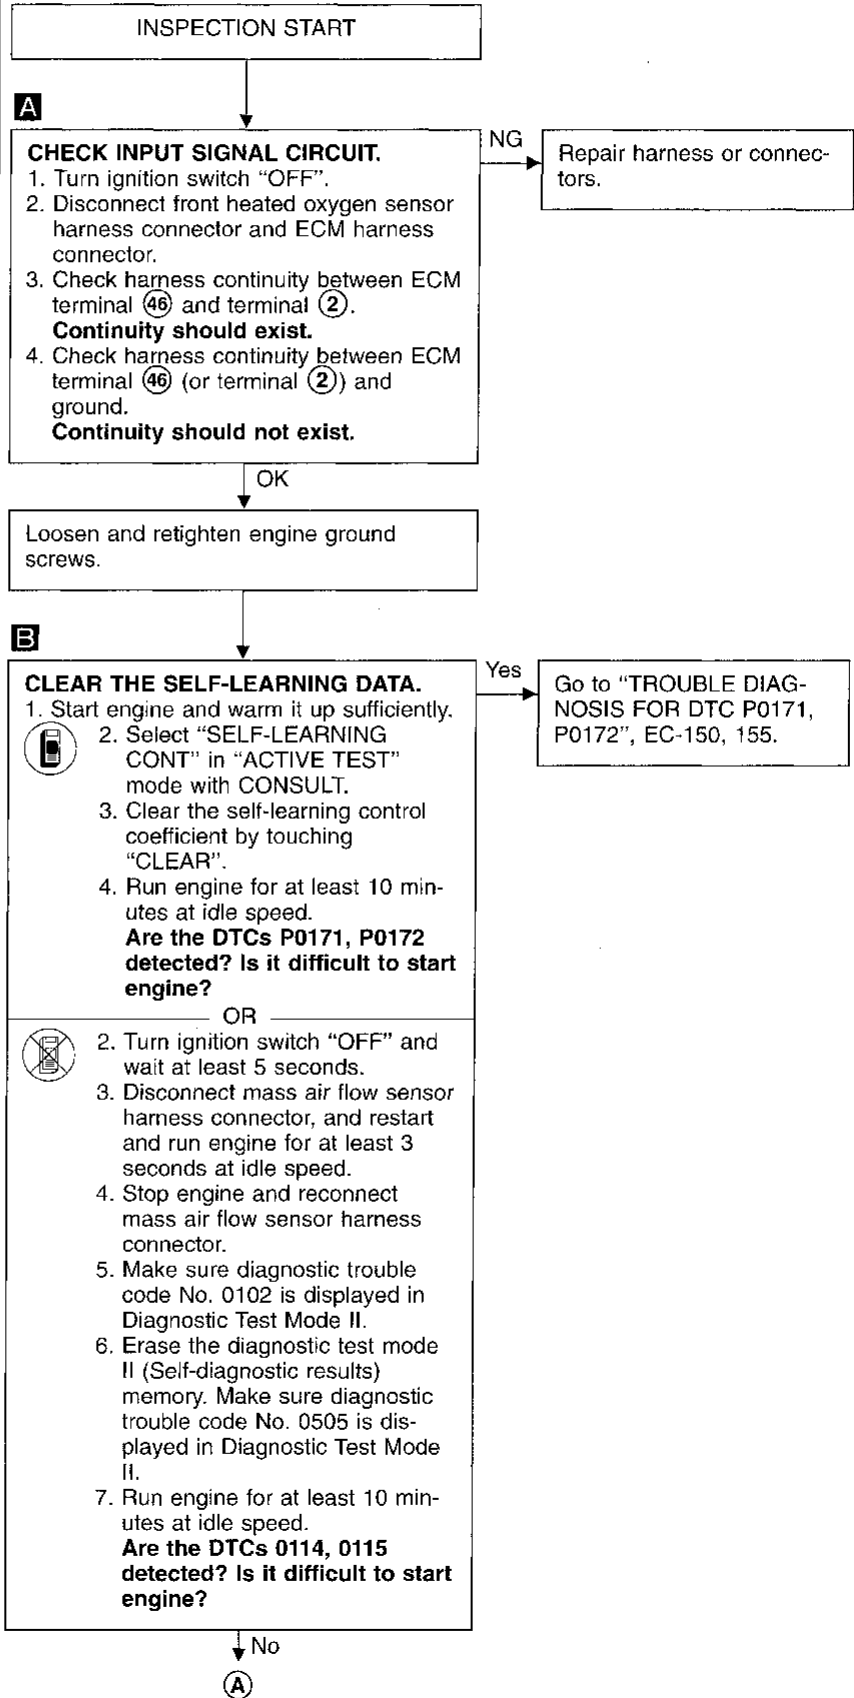 INSPECTION START
A
CHECK INPUT SIGNAL CIRCUIT.
1. Turn ignition switch “OFF”.
2. Disconnect front heated oxygen sensor
harness connector and ECM harness
connector.
3. Check harness continuity between ECM
terminal 46 and terminal 2.
Continuity should exist.
4. Check harness continuity between ECM
terminal 46 (or terminal 2) and
ground.
Continuity should not exist.
NG
Repair harness or connec-
tors.
OK
Loosen and retighten engine ground
screws.
B
CLEAR THE SELF-LEARNING DATA.
1. Start engine and warm it up sufficiently.
2. Select “SELF-LEARNING
CONT” in “ACTIVE TEST”
mode with CONSULT.
3. Clear the self-learning control
coefficient by touching
“CLEAR”.
4. Run engine for at least 10 min-
utes at idle speed.
Are the DTCs P0171, P0172
detected? Is it difficult to start
engine?
Yes
Go to “TROUBLE DIAG-
NOSIS FOR DTC P0171,
P0172”, EC-150, 155.
OR
2. Turn ignition switch “OFF” and
wait at least 5 seconds.
3. Disconnect mass air flow sensor
harness connector, and restart
and run engine for at least 3
seconds at idle speed.
4. Stop engine and reconnect
mass air flow sensor harness
connector.
5. Make sure diagnostic trouble
code No. 0102 is displayed in
Diagnostic Test Mode II.
6. Erase the diagnostic test mode
II (Self-diagnostic results)
memory. Make sure diagnostic
trouble code No. 0505 is dis-
played in Diagnostic Test Mode
II.
7. Run engine for at least 10 min-
utes at idle speed.
Are the DTCs 0114, 0115
detected? Is it difficult to start
engine?
No
A